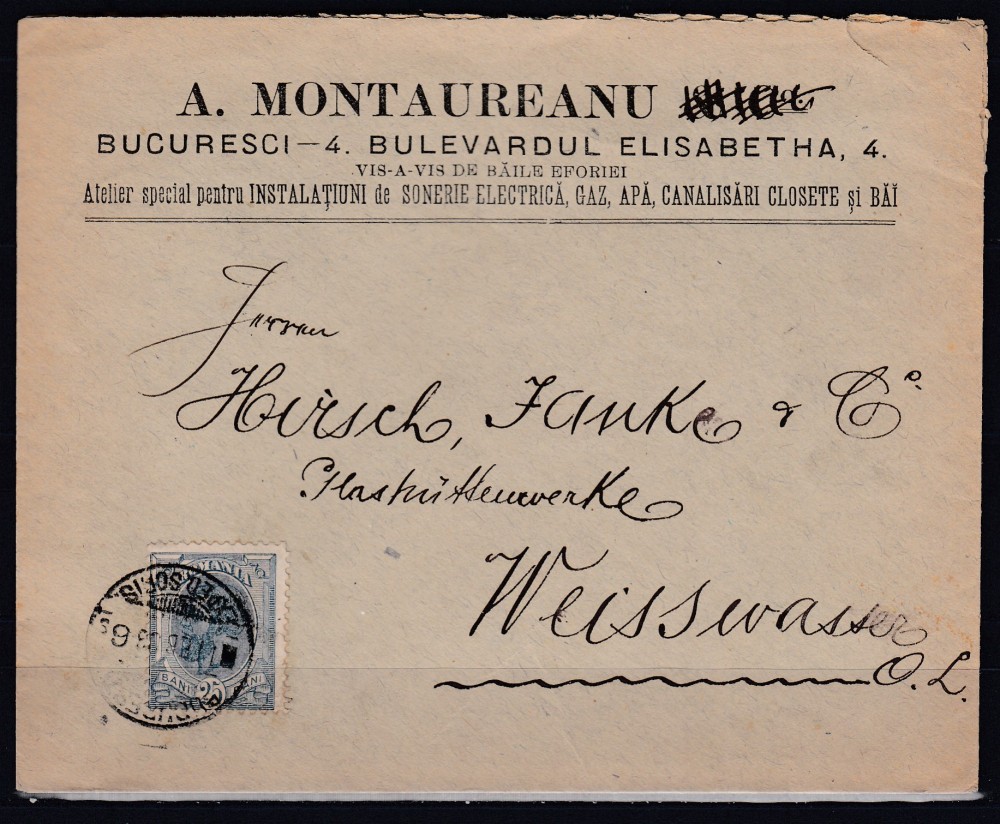 A. MONTAUREANU
BUCURESCI—4. BULEVARDUL ELISABETHA, 4.
VIS-A-VIS DE BĂILE EFORIEI
Atelier special pentru INSTALAȚIUNI de SONERIE ELECTRICĂ, GAZ, APĂ, CANALISĂRI CLOSETE și BĂĬ
Herren
Hirsch, Janke & Cº
Glashüttenwerke
Weisswasser
O. L.
BANI 25 BANI